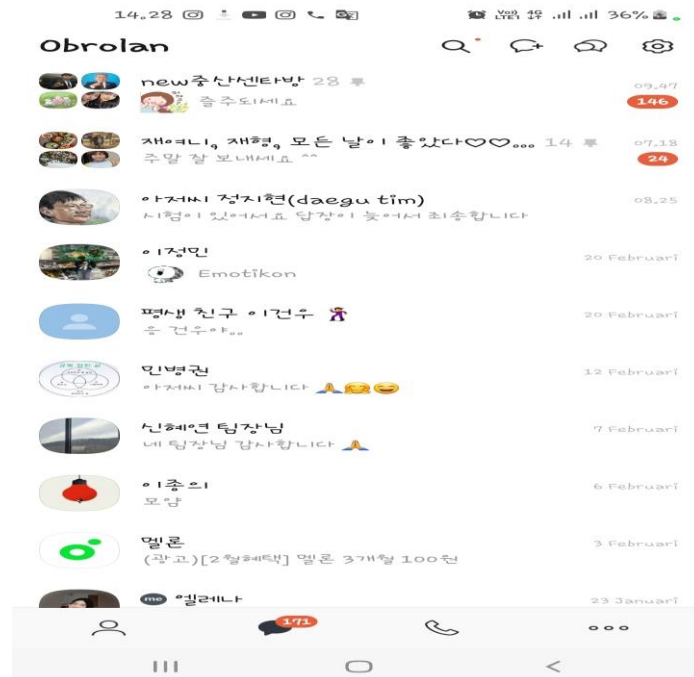 14.28
Voo LTE1 4G 36%
Obrolan
new중산센타방 28
09.47
즐주되세요
146
재여니, 재형, 모든 날이 좋았다♡♡... 14
07.18
주말 잘 보내세요 ^^
24
아저씨 정지현(daegu tim)
08.25
시험이 있어서요 답장이 늦어서 죄송합니다
이정민
20 Februari
Emotikon
평생 친구 이건우
20 Februari
응 건우야..
민병권
12 Februari
아저씨 감사합니다 🙏🤗😊
신혜연 팀장님
7 Februari
네 팀장님 감사합니다 🙏
이종의
6 Februari
모얌
멜론
3 Februari
(광고)[2월혜택] 멜론 3개월 100원
me 엘레나
23 Januari
171